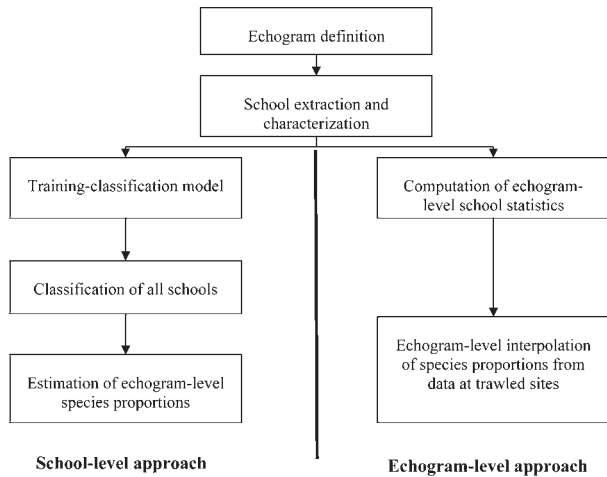 Echogram definition
School extraction and
characterization
Training-classification model
Classification of all schools
Estimation of echogram-level
species proportions
School-level approach
Computation of echogram-
level school statistics
Echogram-level interpolation
of species proportions from
data at trawled sites
Echogram-level approach